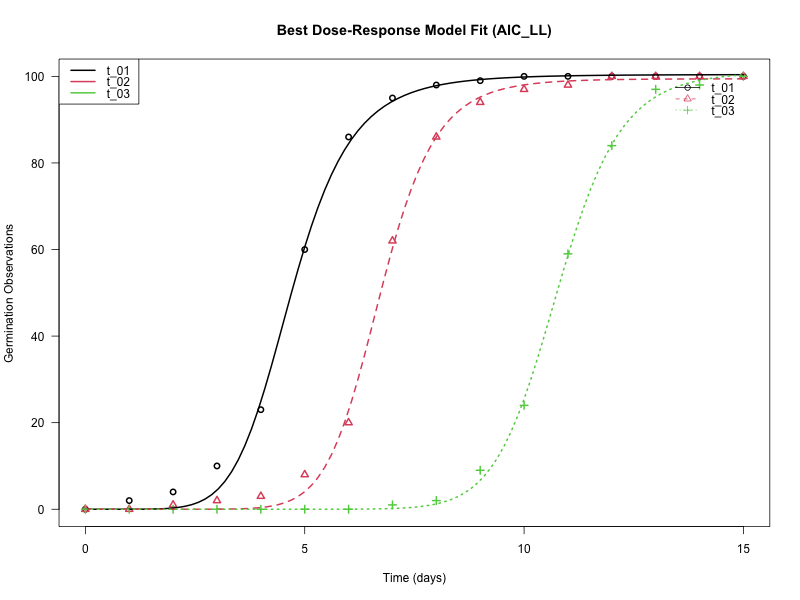 Best Dose-Response Model Fit (AIC_LL)
t_01
t_02
t_03
t_01
t_02
t_03
100
80
60
40
20
0
Germination Observations
0 5 10 15
Time (days)